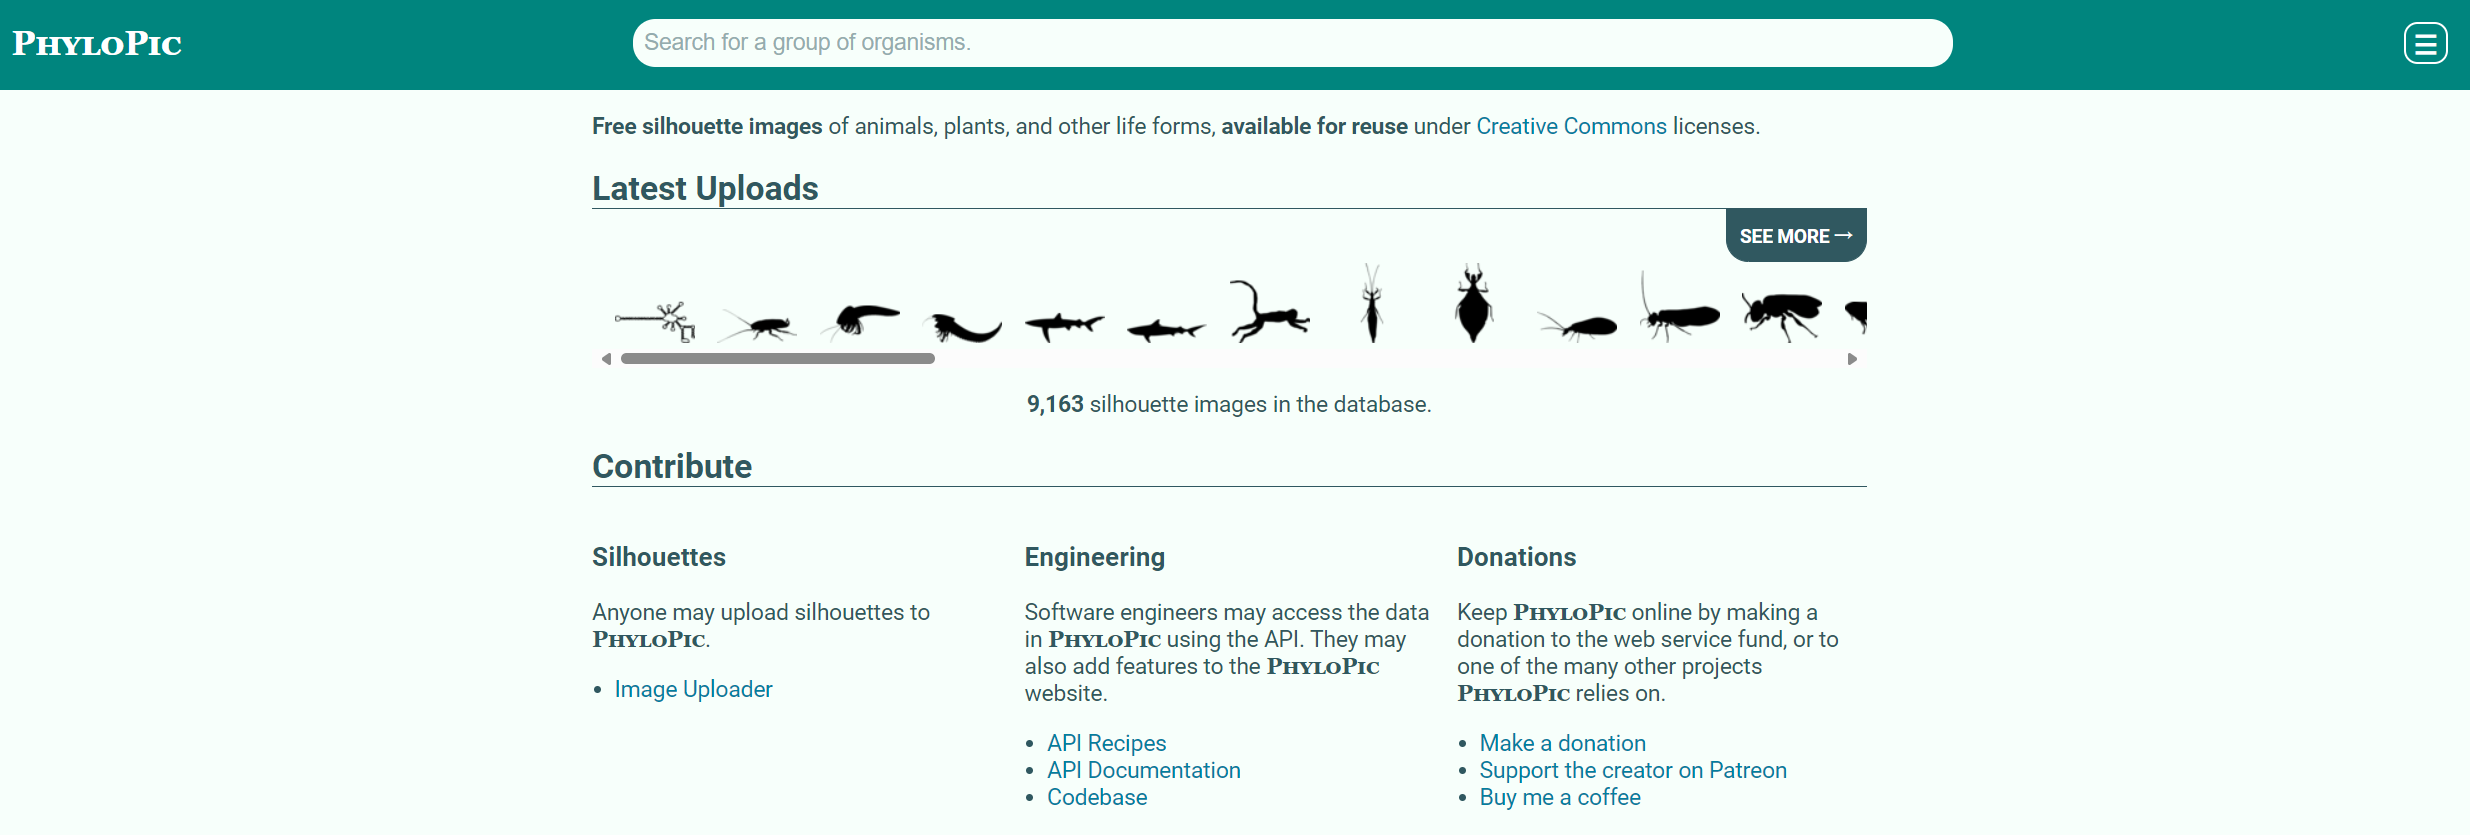 PhyloPic
Search for a group of organisms.
Free silhouette images of animals, plants, and other life forms, available for reuse under Creative Commons licenses.
Latest Uploads
SEE MORE →
9,163 silhouette images in the database.
Contribute
Silhouettes
Anyone may upload silhouettes to
PhyloPic.
• Image Uploader
Engineering
Software engineers may access the data
in PhyloPic using the API. They may
also add features to the PhyloPic
website.
• API Recipes
• API Documentation
• Codebase
Donations
Keep PhyloPic online by making a
donation to the web service fund, or to
one of the many other projects
PhyloPic relies on.
• Make a donation
• Support the creator on Patreon
• Buy me a coffee